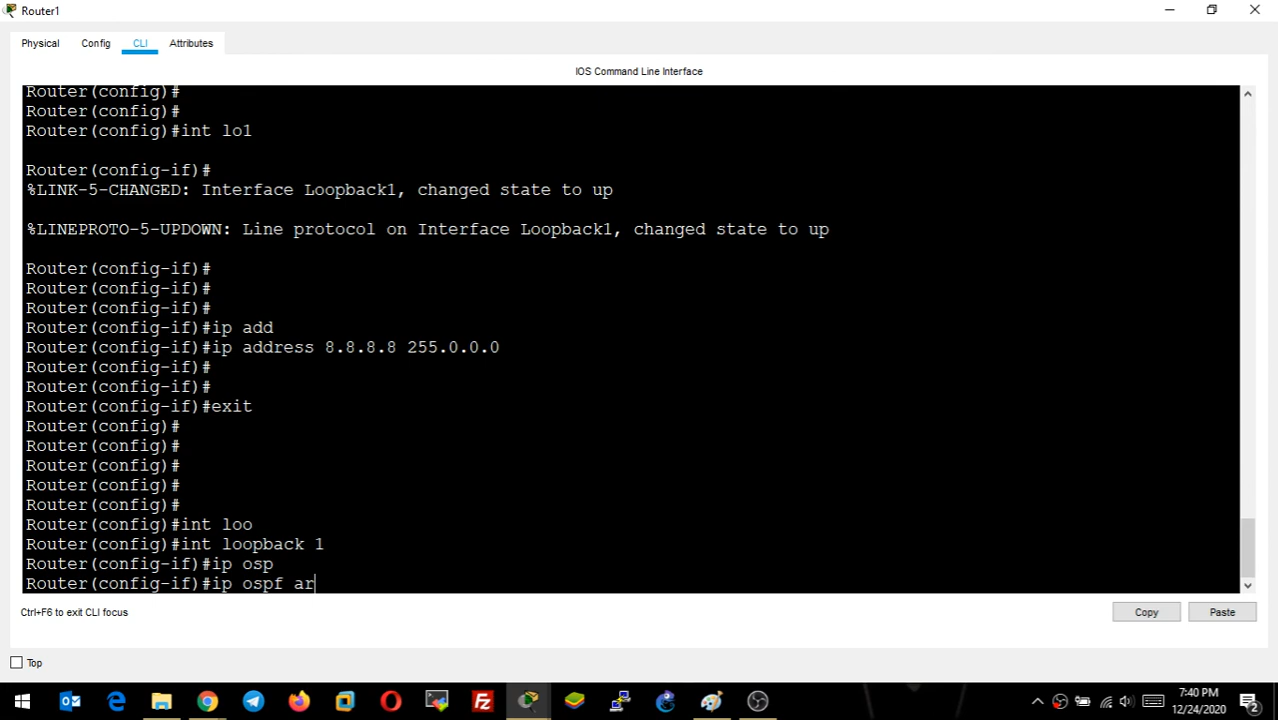 Router1
Physical Config CLI Attributes
IOS Command Line Interface
Router(config)#
Router(config)#
Router(config)#int lo1
Router(config-if)#
%LINK-5-CHANGED: Interface Loopback1, changed state to up
%LINEPROTO-5-UPDOWN: Line protocol on Interface Loopback1, changed state to up
Router(config-if)#
Router(config-if)#
Router(config-if)#
Router(config-if)#ip add
Router(config-if)#ip address 8.8.8.8 255.0.0.0
Router(config-if)#
Router(config-if)#
Router(config-if)#exit
Router(config)#
Router(config)#
Router(config)#
Router(config)#
Router(config)#
Router(config)#int loo
Router(config)#int loopback 1
Router(config-if)#ip osp
Router(config-if)#ip ospf ar
Ctrl+F6 to exit CLI focus
Copy Paste
Top
7:40 PM
12/24/2020
2